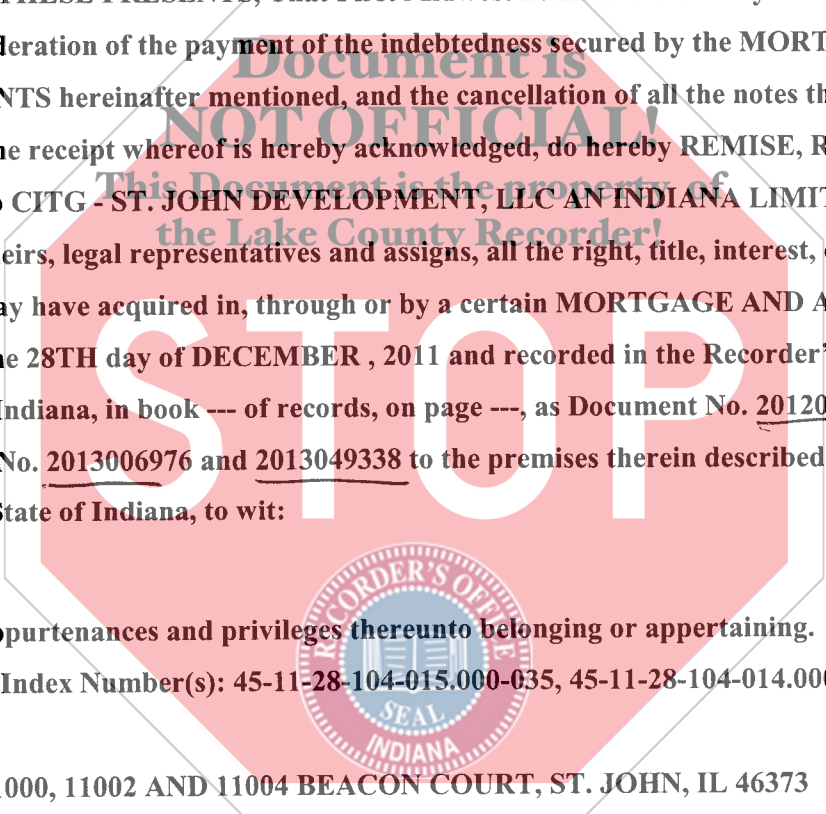 THESE PRESENTS, That First Midwest
deration of the payment of the indebtedness secured by the MORT
Document is
NTS hereinafter mentioned, and the cancellation of all the notes th
NOT OFFICIAL!
he receipt whereof is hereby acknowledged, do hereby REMISE, R
This Document is the property of
o CITG - ST. JOHN DEVELOPMENT, LLC AN INDIANA LIMIT
the Lake County Recorder!
eirs, legal representatives and assigns, all the right, title, interest,
ay have acquired in, through or by a certain MORTGAGE AND A
STOP
he 28TH day of DECEMBER , 2011 and recorded in the Recorder'
Indiana, in book --- of records, on page ---, as Document No. 20120
No. 2013006976 and 2013049338 to the premises therein described
State of Indiana, to wit:
RECORDER'S OFFICE
ppurtenances and privileges thereunto belonging or appertaining.
Index Number(s): 45-11-28-104-015.000-035, 45-11-28-104-014.000
SEAL
INDIANA
1000, 11002 AND 11004 BEACON COURT, ST. JOHN, IL 46373